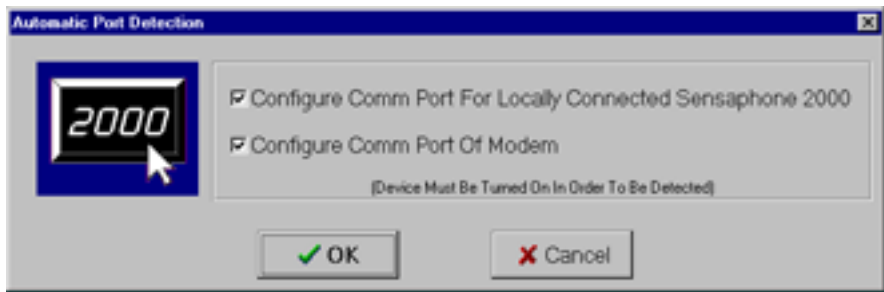 Automatic Port Detection
2000
Configure Comm Port For Locally Connected Sensaphone 2000
Configure Comm Port Of Modem
(Device Must Be Turned On In Order To Be Detected)
OK
Cancel